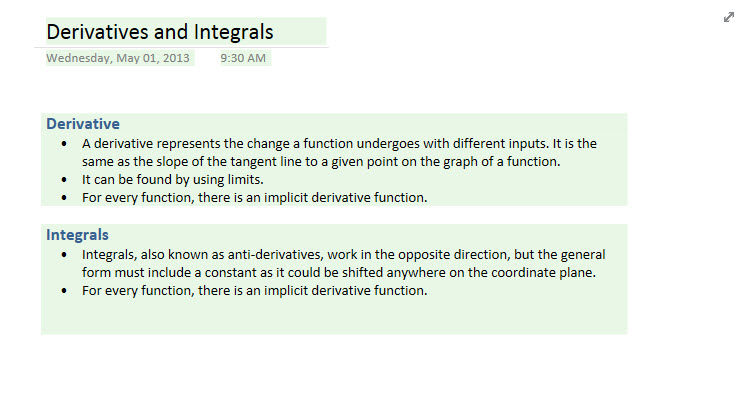 Derivatives and Integrals
Wednesday, May 01, 2013 9:30 AM
Derivative
• A derivative represents the change a function undergoes with different inputs. It is the
same as the slope of the tangent line to a given point on the graph of a function.
• It can be found by using limits.
• For every function, there is an implicit derivative function.
Integrals
• Integrals, also known as anti-derivatives, work in the opposite direction, but the general
form must include a constant as it could be shifted anywhere on the coordinate plane.
• For every function, there is an implicit derivative function.